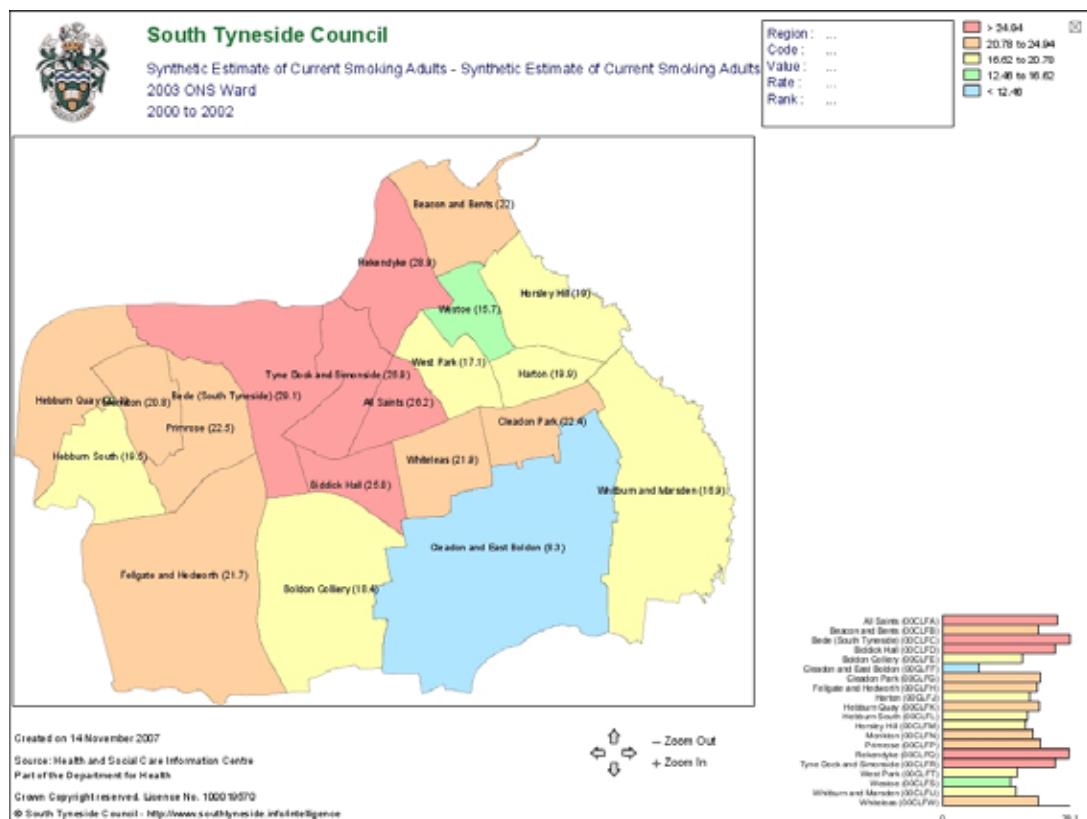 South Tyneside Council
Synthetic Estimate of Current Smoking Adults - Synthetic Estimate of Current Smoking Adults
2003 ONS Ward
2000 to 2002
Region : ...
Code : ...
Value : ...
Rate : ...
Rank : ...
> 24.94
20.78 to 24.94
16.62 to 20.78
12.46 to 16.62
< 12.46
Beacon and Bents (22)
Rekendyke (28.9)
Horsley Hill (19)
Westoe (15.7)
West Park (17.1)
Harton (19.9)
Tyne Dock and Simonside (25.9)
Bede (South Tyneside) (29.1)
All Saints (26.2)
Hebburn Quay
Monkton (20.8)
Primrose (22.5)
Cleadon Park (22.4)
Hebburn South (19.5)
Whiteleas (21.9)
Biddick Hall (25.8)
Whitburn and Marsden (16.9)
Cleadon and East Boldon (8.3)
Fellgate and Hedworth (21.7)
Boldon Colliery (18.4)
All Saints (00CLFA)
Beacon and Bents (00CLFB)
Bede (South Tyneside) (00CLFC)
Biddick Hall (00CLFD)
Boldon Colliery (00CLFE)
Cleadon and East Boldon (00CLFF)
Cleadon Park (00CLFG)
Fellgate and Hedworth (00CLFH)
Harton (00CLFJ)
Hebburn Quay (00CLFK)
Hebburn South (00CLFL)
Horsley Hill (00CLFM)
Monkton (00CLFN)
Primrose (00CLFP)
Rekendyke (00CLFQ)
Tyne Dock and Simonside (00CLFR)
West Park (00CLFT)
Westoe (00CLFS)
Whitburn and Marsden (00CLFU)
Whiteleas (00CLFW)
0 29.1
Created on 14 November 2007
Source: Health and Social Care Information Centre
Part of the Department for Health
Crown Copyright reserved. Licence No. 100019570
© South Tyneside Council - http://www.southtyneside.info/intelligence
– Zoom Out
+ Zoom In